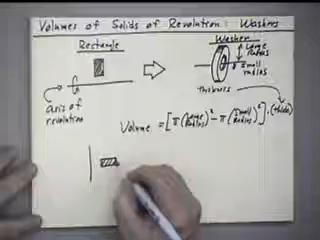 Volumes of Solids of Revolution: Washers
Rectangle
Washer
Large Radius
Small radius
thickness
axis of revolution
Volume = [π(Large Radius)² - π(Small Radius)²]·(thick)